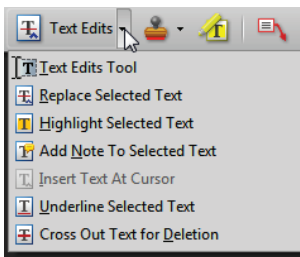 Text Edits
Text Edits Tool
Replace Selected Text
Highlight Selected Text
Add Note To Selected Text
Insert Text At Cursor
Underline Selected Text
Cross Out Text for Deletion